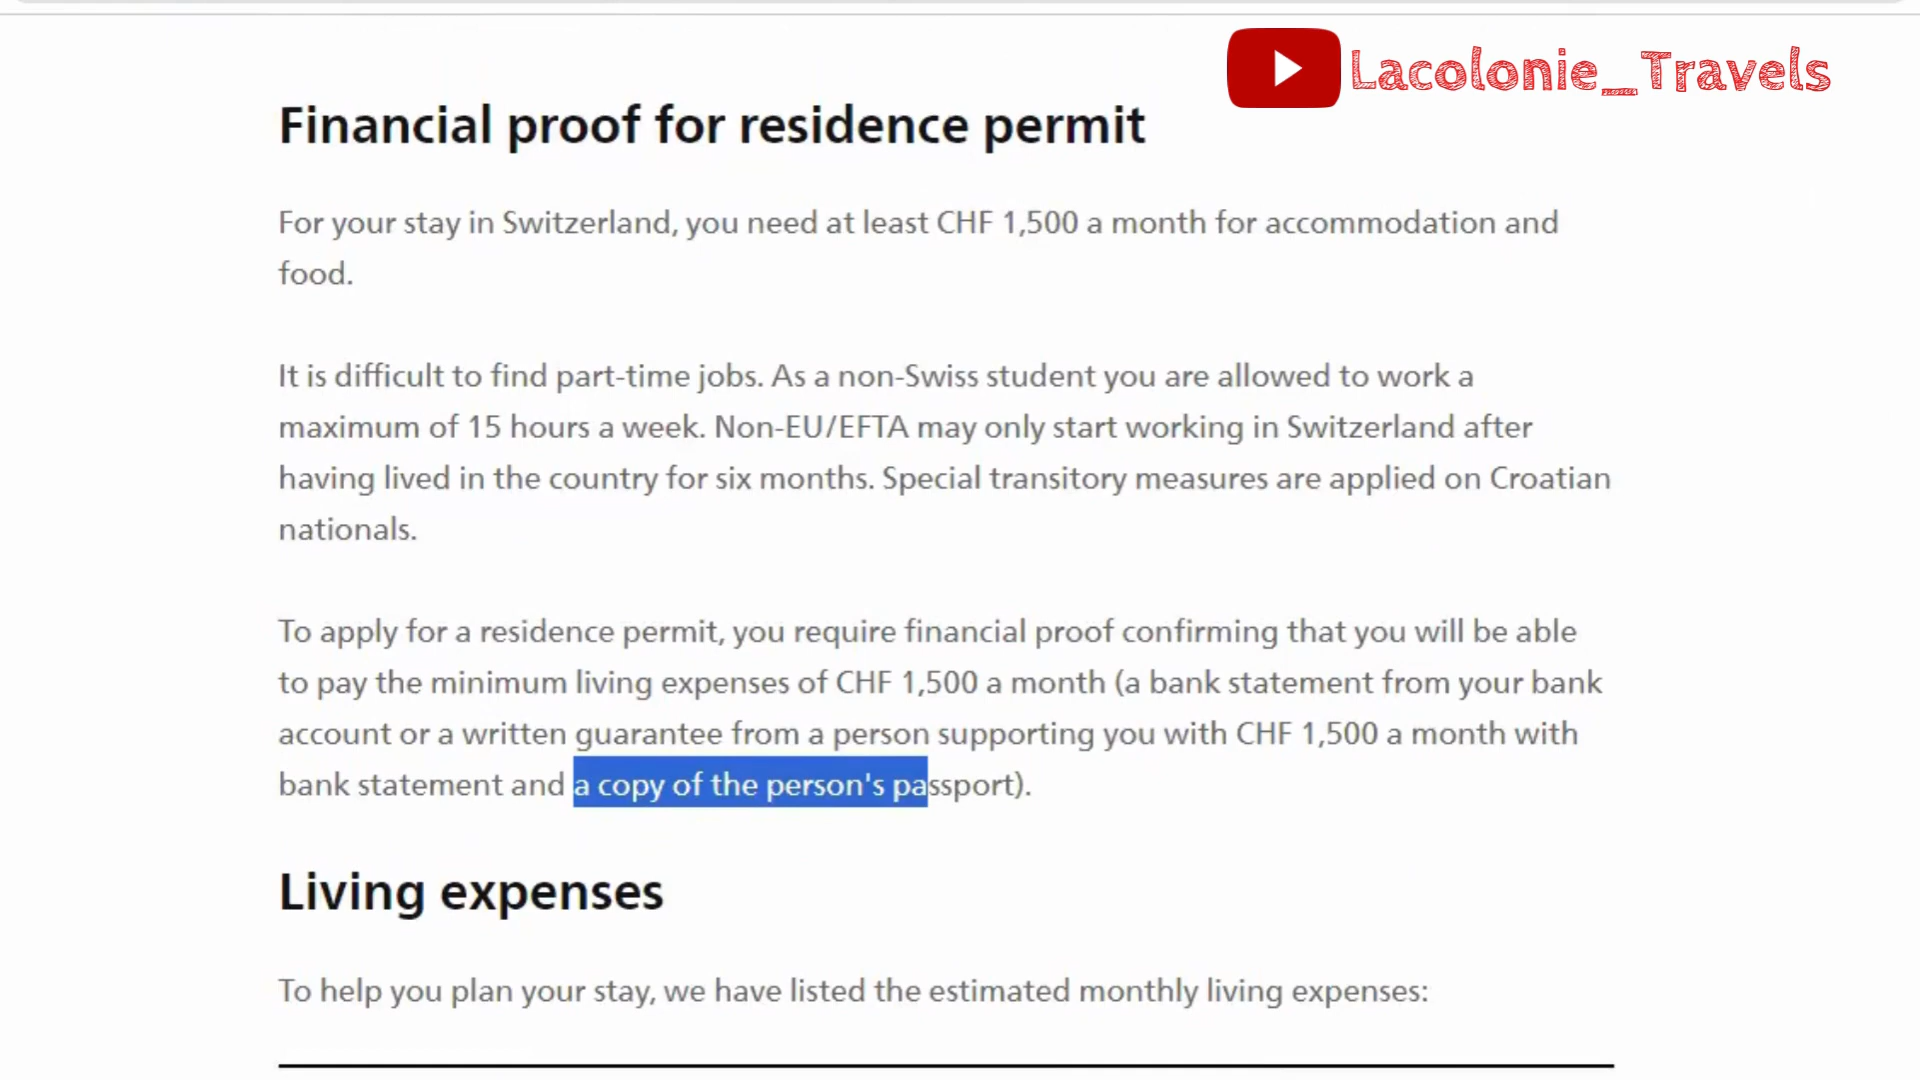 Lacolonie_Travels
Financial proof for residence permit
For your stay in Switzerland, you need at least CHF 1,500 a month for accommodation and
food.
It is difficult to find part-time jobs. As a non-Swiss student you are allowed to work a
maximum of 15 hours a week. Non-EU/EFTA may only start working in Switzerland after
having lived in the country for six months. Special transitory measures are applied on Croatian
nationals.
To apply for a residence permit, you require financial proof confirming that you will be able
to pay the minimum living expenses of CHF 1,500 a month (a bank statement from your bank
account or a written guarantee from a person supporting you with CHF 1,500 a month with
bank statement and a copy of the person's passport).
Living expenses
To help you plan your stay, we have listed the estimated monthly living expenses: